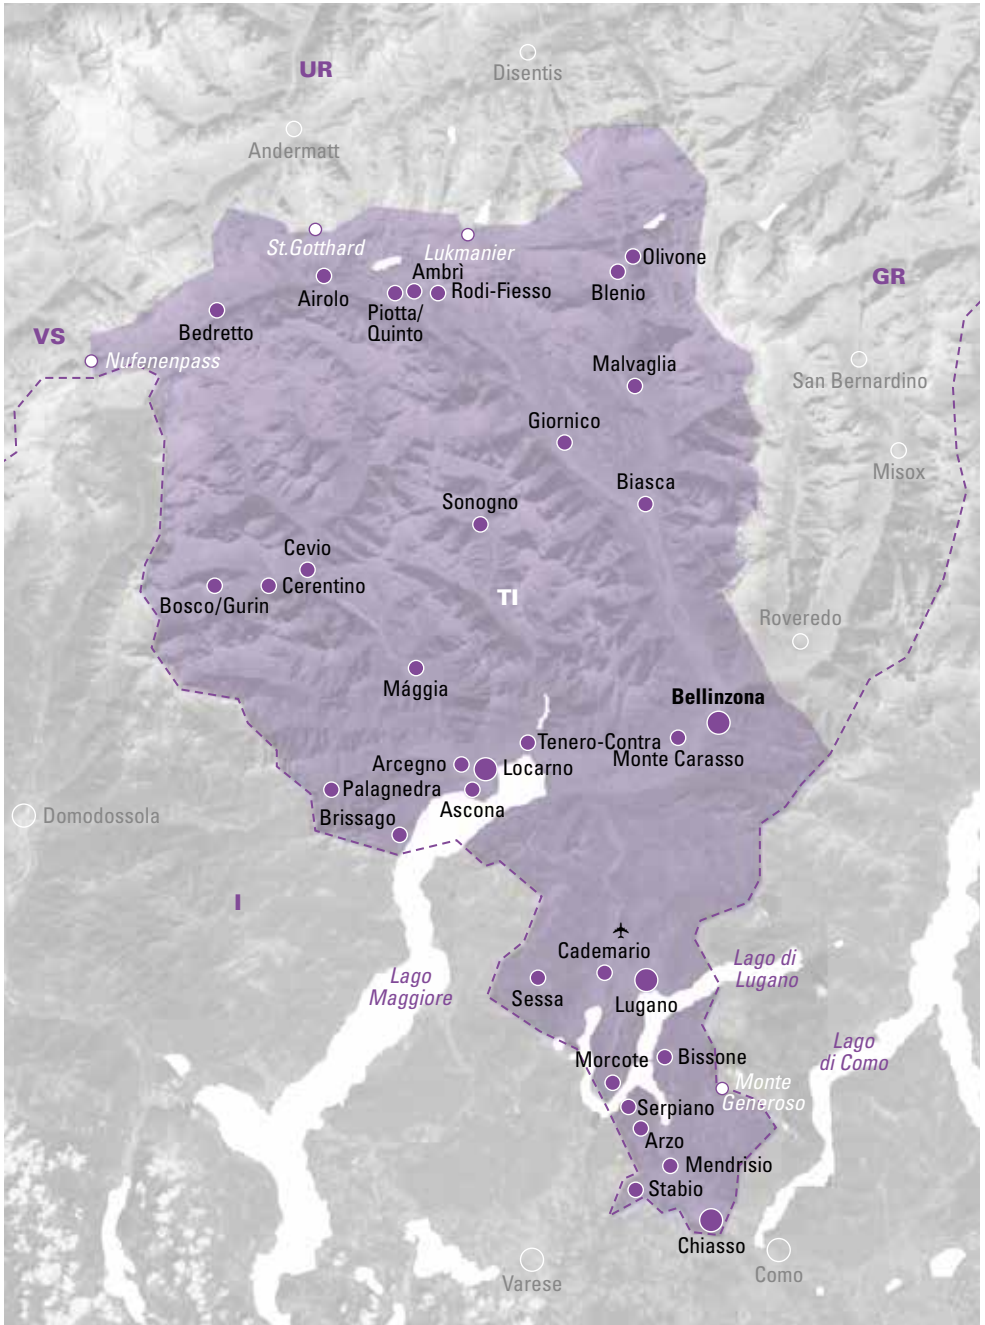 UR
Disentis
Andermatt
St.Gotthard
Lukmanier
Olivone
Blenio
GR
Ambrì
Airolo
Rodi-Fiesso
Piotta/
Quinto
Bedretto
VS
Nufenenpass
Malvaglia
San Bernardino
Giornico
Misox
Biasca
Sonogno
Cevio
Cerentino
Bosco/Gurin
TI
Roveredo
Mággia
Bellinzona
Tenero-Contra
Monte Carasso
Arcegno
Locarno
Palagnedra
Ascona
Brissago
Domodossola
I
Cademario
Lago di
Lugano
Lago
Maggiore
Sessa
Lugano
Lago
di Como
Morcote
Bissone
Monte
Generoso
Serpiano
Arzo
Mendrisio
Stabio
Chiasso
Como
Varese